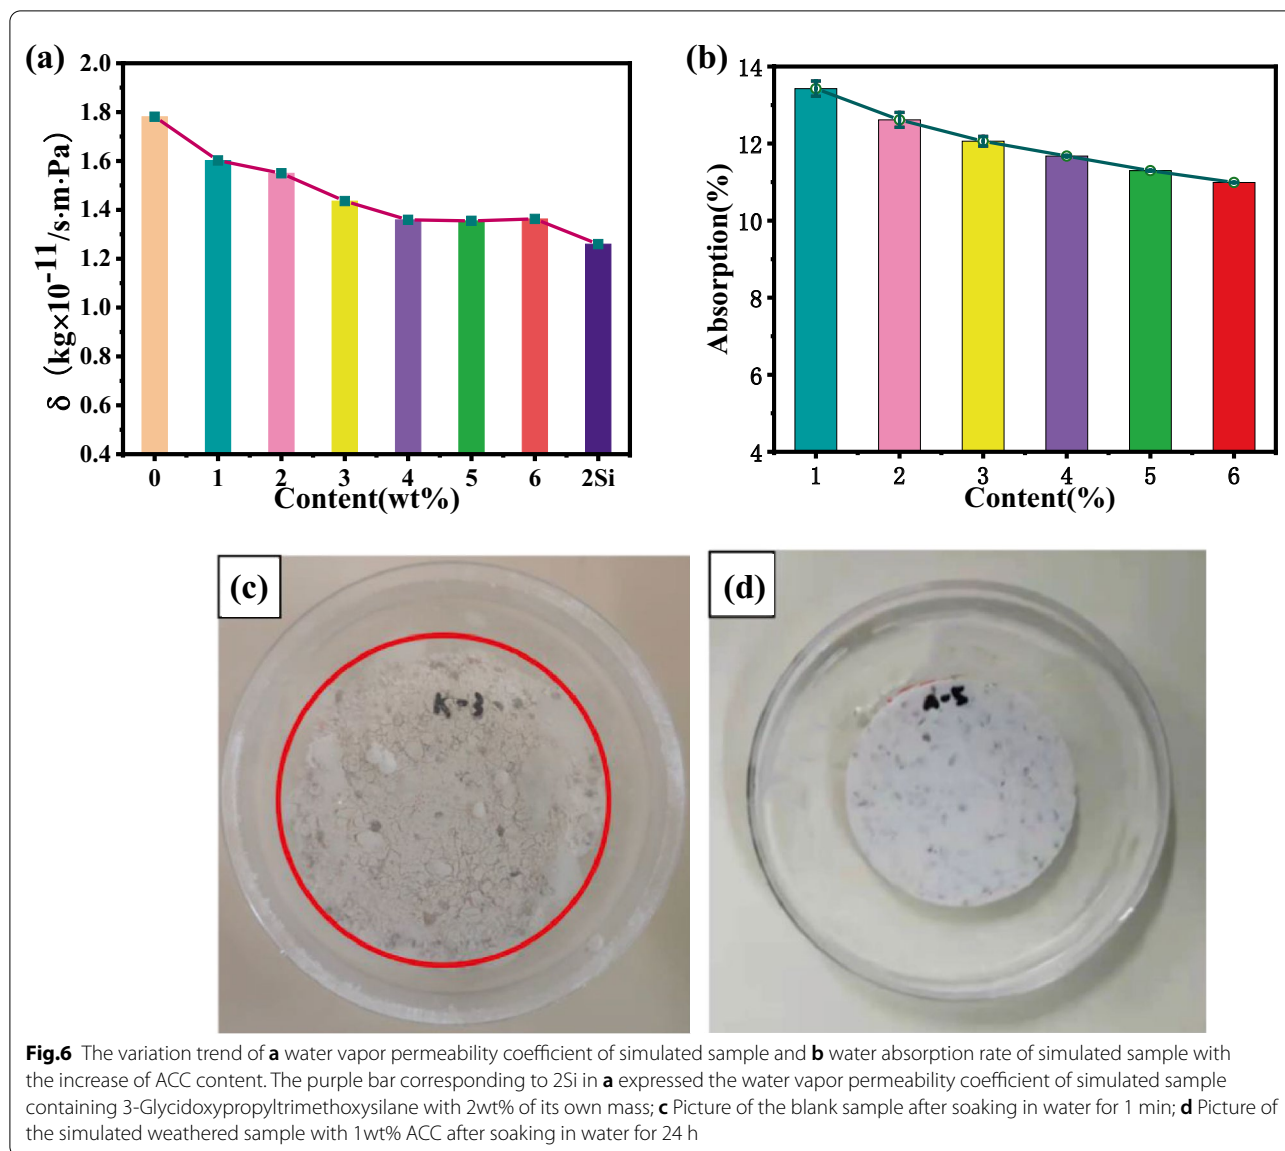 (a)
2.0
1.8
1.6
1.4
1.2
1.0
0.8
0.6
0.4
δ (kg×10⁻¹¹/s·m·Pa)
0 1 2 3 4 5 6 2Si
Content(wt%)
(b)
14
12
10
8
6
4
Absorption(%)
1 2 3 4 5 6
Content(%)
(c)
K-3
(d)
A-5
Fig.6 The variation trend of a water vapor permeability coefficient of simulated sample and b water absorption rate of simulated sample with
the increase of ACC content. The purple bar corresponding to 2Si in a expressed the water vapor permeability coefficient of simulated sample
containing 3-Glycidoxypropyltrimethoxysilane with 2wt% of its own mass; c Picture of the blank sample after soaking in water for 1 min; d Picture of
the simulated weathered sample with 1wt% ACC after soaking in water for 24 h